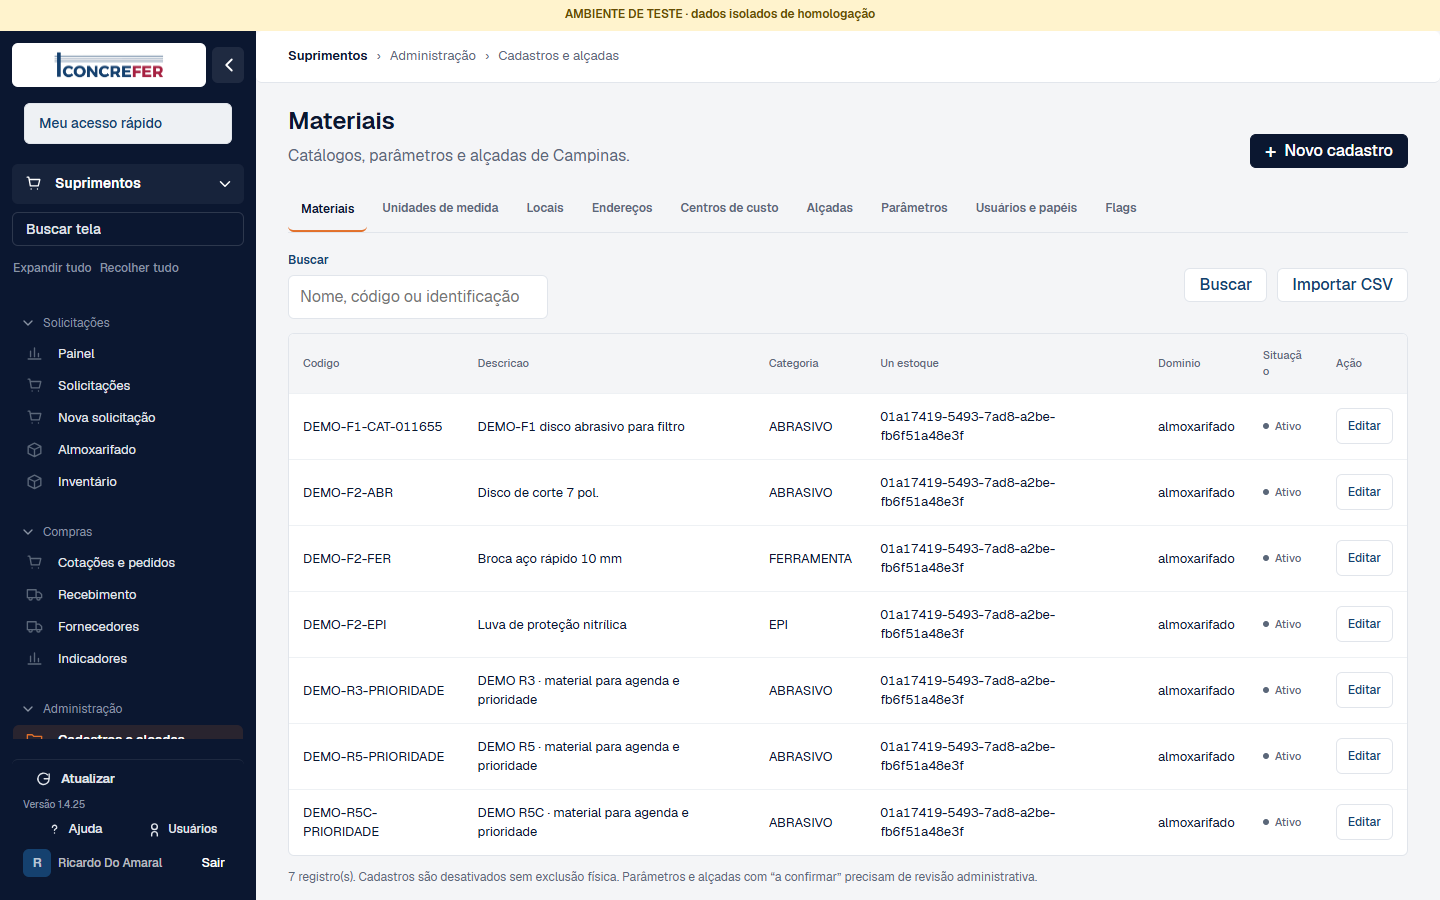 AMBIENTE DE TESTE · dados isolados de homologação
CONCREFER
Meu acesso rápido
Suprimentos
Buscar tela
Expandir tudo Recolher tudo
Solicitações
Painel
Solicitações
Nova solicitação
Almoxarifado
Inventário
Compras
Cotações e pedidos
Recebimento
Fornecedores
Indicadores
Administração
Cadastros e alçadas
Atualizar
Versão 1.4.25
? Ajuda Usuários
R Ricardo Do Amaral Sair
Suprimentos › Administração › Cadastros e alçadas
Materiais
Catálogos, parâmetros e alçadas de Campinas.
+ Novo cadastro
Materiais Unidades de medida Locais Endereços Centros de custo Alçadas Parâmetros Usuários e papéis Flags
Buscar
Nome, código ou identificação
Buscar Importar CSV
Codigo Descricao Categoria Un estoque Dominio Situaçã
o Ação
DEMO-F1-CAT-011655 DEMO-F1 disco abrasivo para filtro ABRASIVO 01a17419-5493-7ad8-a2be-
fb6f51a48e3f almoxarifado Ativo Editar
DEMO-F2-ABR Disco de corte 7 pol. ABRASIVO 01a17419-5493-7ad8-a2be-
fb6f51a48e3f almoxarifado Ativo Editar
DEMO-F2-FER Broca aço rápido 10 mm FERRAMENTA 01a17419-5493-7ad8-a2be-
fb6f51a48e3f almoxarifado Ativo Editar
DEMO-F2-EPI Luva de proteção nitrílica EPI 01a17419-5493-7ad8-a2be-
fb6f51a48e3f almoxarifado Ativo Editar
DEMO-R3-PRIORIDADE DEMO R3 · material para agenda e
prioridade ABRASIVO 01a17419-5493-7ad8-a2be-
fb6f51a48e3f almoxarifado Ativo Editar
DEMO-R5-PRIORIDADE DEMO R5 · material para agenda e
prioridade ABRASIVO 01a17419-5493-7ad8-a2be-
fb6f51a48e3f almoxarifado Ativo Editar
DEMO-R5C-
PRIORIDADE DEMO R5C · material para agenda e
prioridade ABRASIVO 01a17419-5493-7ad8-a2be-
fb6f51a48e3f almoxarifado Ativo Editar
7 registro(s). Cadastros são desativados sem exclusão física. Parâmetros e alçadas com “a confirmar” precisam de revisão administrativa.